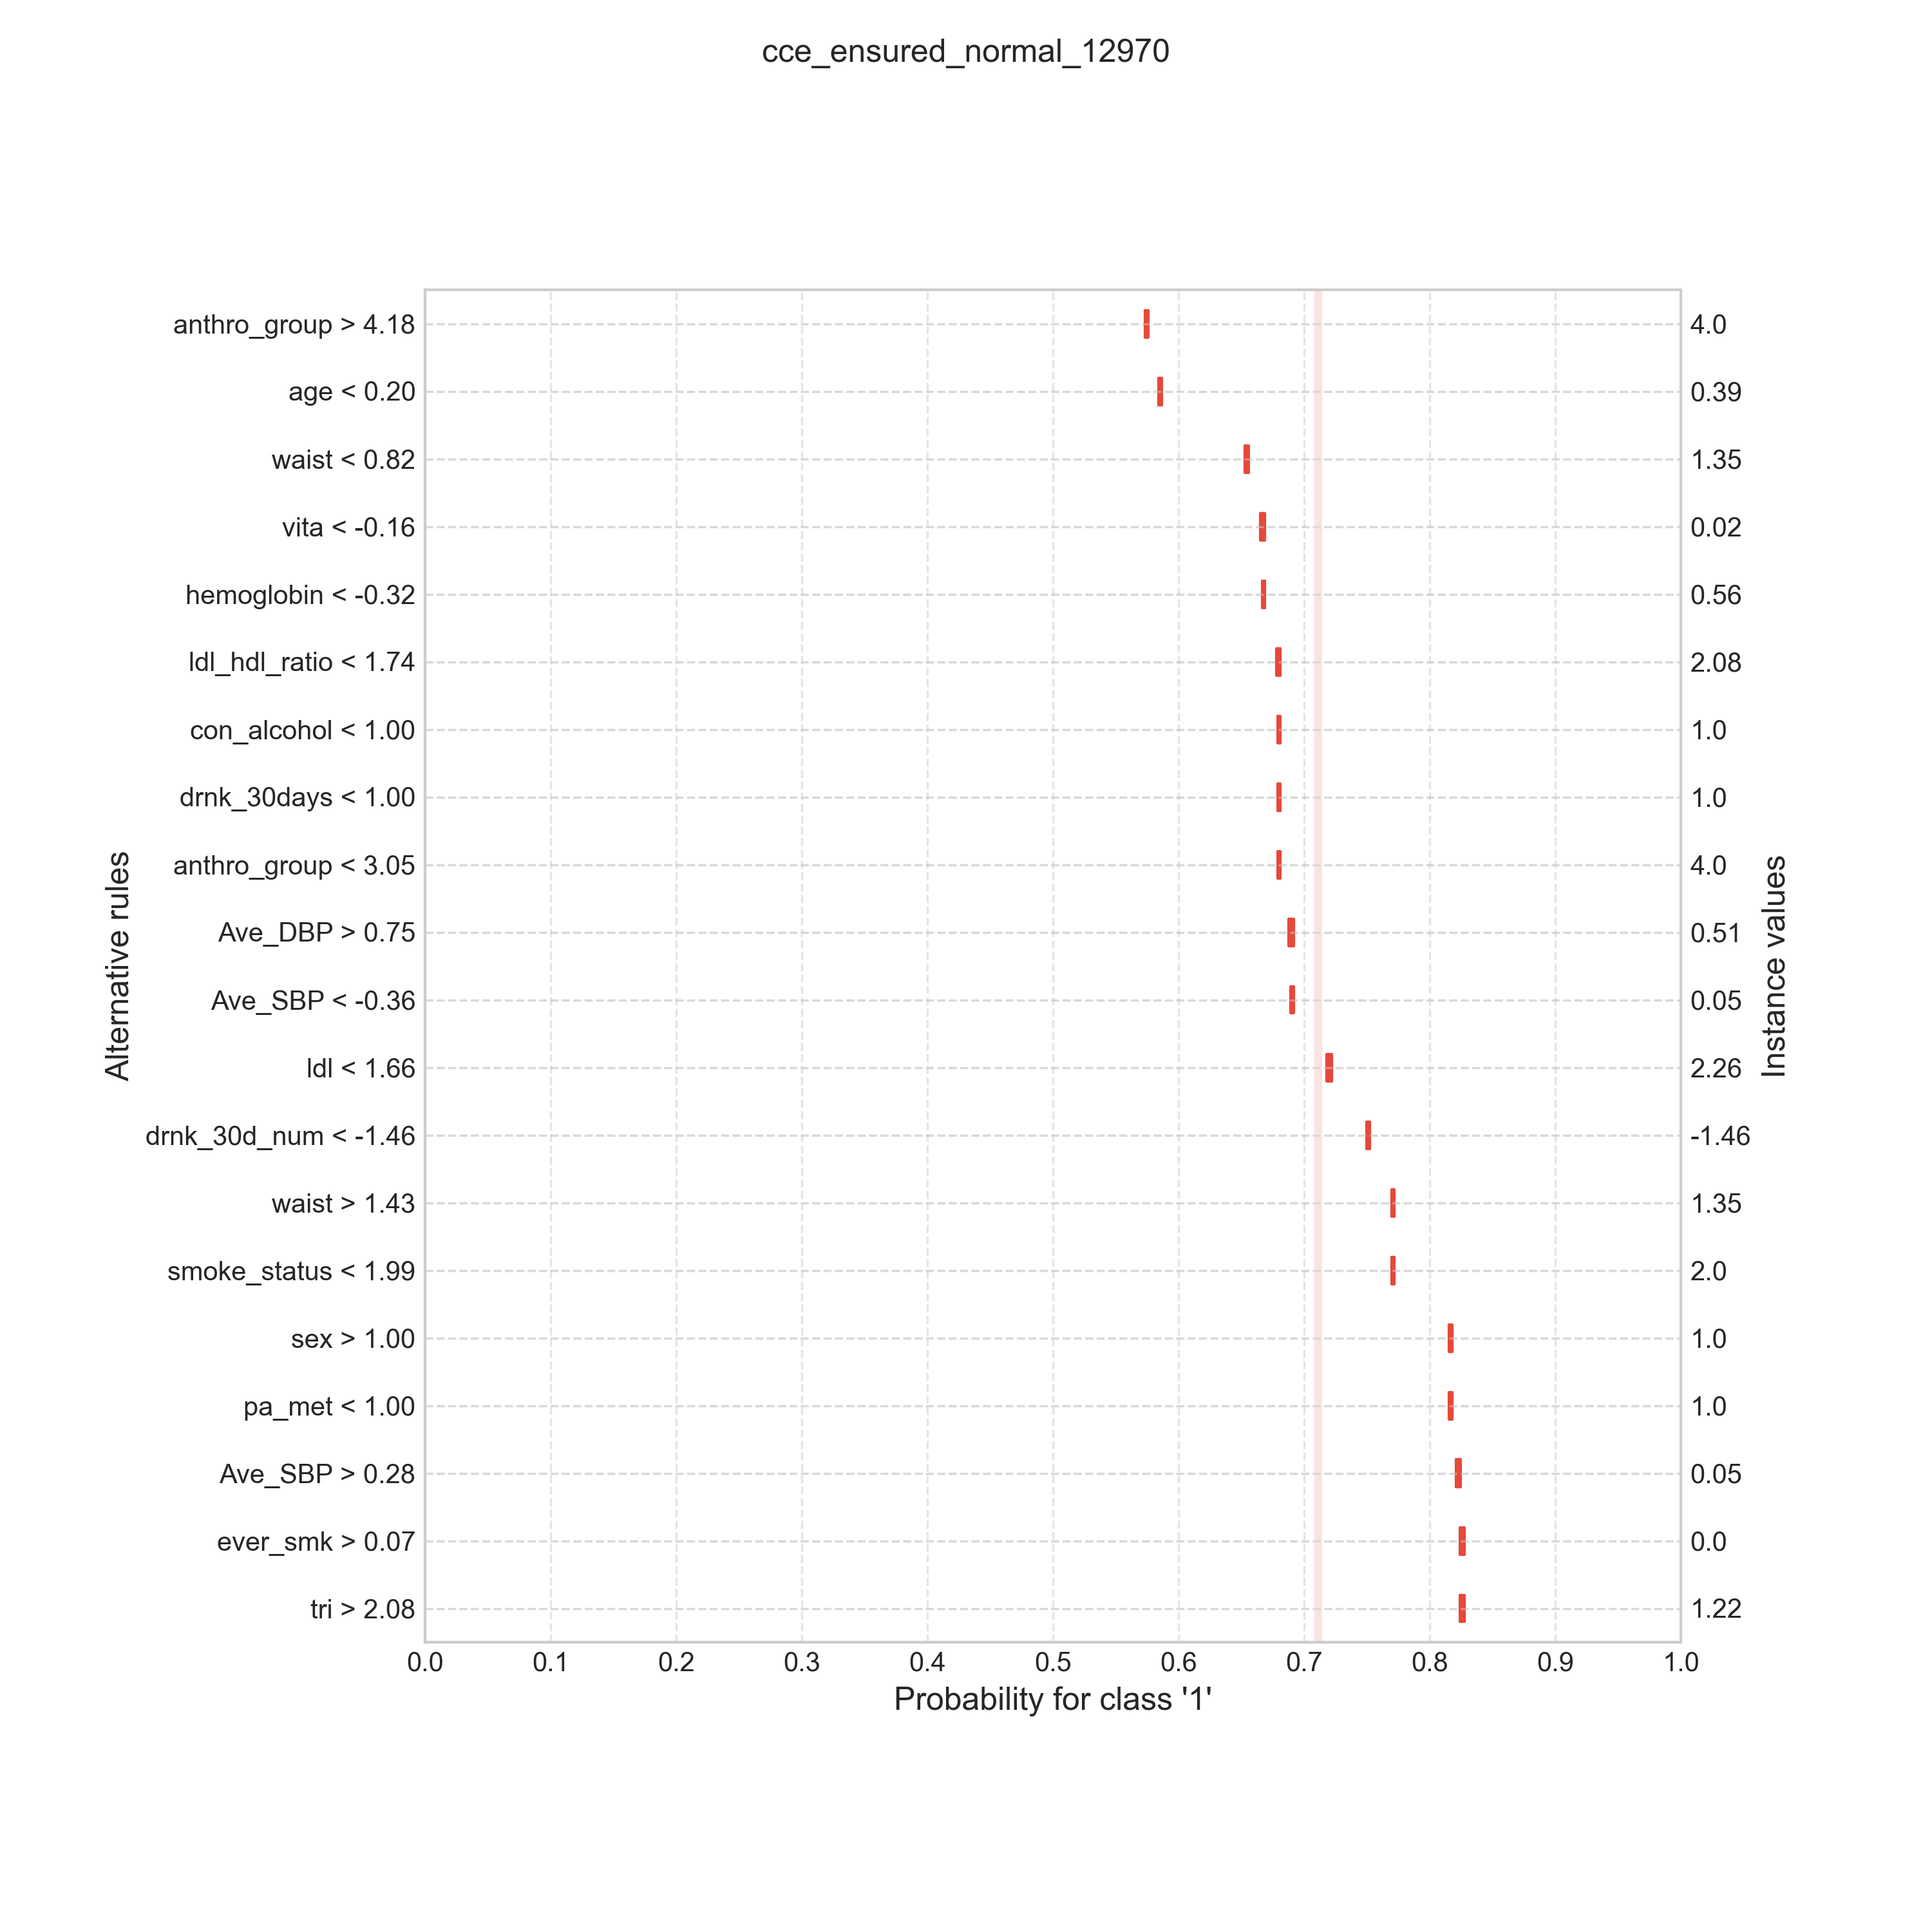 cce_ensured_normal_12970
anthro_group > 4.18 4.0
age < 0.20 0.39
waist < 0.82 1.35
vita < -0.16 0.02
hemoglobin < -0.32 0.56
ldl_hdl_ratio < 1.74 2.08
con_alcohol < 1.00 1.0
drnk_30days < 1.00 1.0
anthro_group < 3.05 4.0
Ave_DBP > 0.75 0.51
Ave_SBP < -0.36 0.05
ldl < 1.66 2.26
drnk_30d_num < -1.46 -1.46
waist > 1.43 1.35
smoke_status < 1.99 2.0
sex > 1.00 1.0
pa_met < 1.00 1.0
Ave_SBP > 0.28 0.05
ever_smk > 0.07 0.0
tri > 2.08 1.22
Alternative rules
Instance values
0.0 0.1 0.2 0.3 0.4 0.5 0.6 0.7 0.8 0.9 1.0
Probability for class '1'